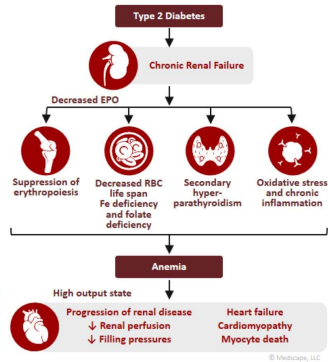 Type 2 Diabetes
Chronic Renal Failure
Decreased EPO
Suppression of
erythropoiesis
Decreased RBC
life span
Fe deficiency
and folate
deficiency
Secondary
hyper-
parathyroidism
Oxidative stress
and chronic
inflammation
Anemia
High output state
Progression of renal disease
↓ Renal perfusion
↓ Filling pressures
Heart failure
Cardiomyopathy
Myocyte death
© Medscape, LLC